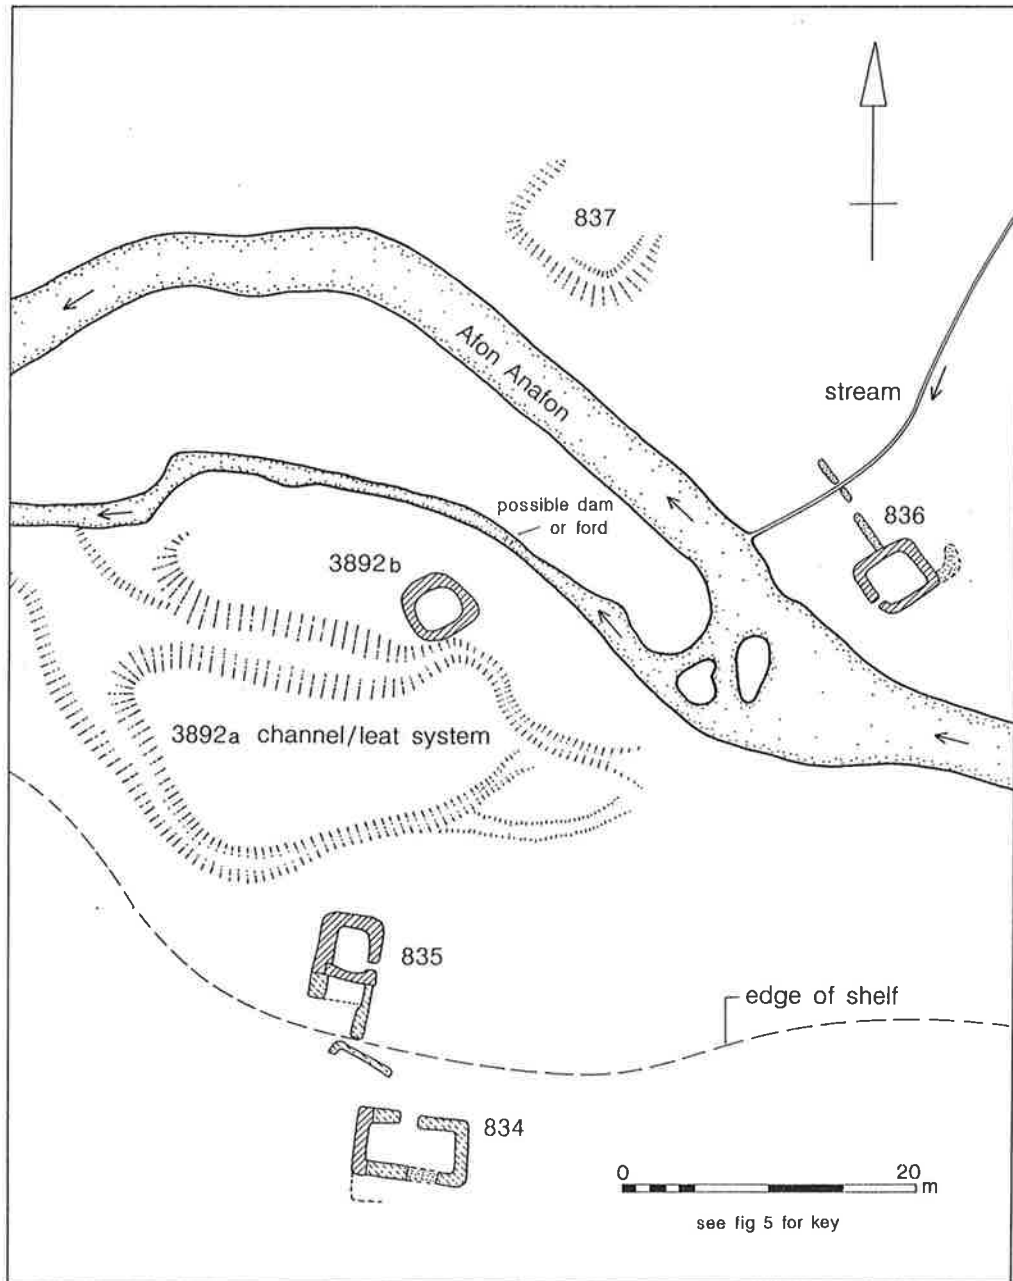 837
Afon Anafon
stream
possible dam
or ford
836
3892b
3892a channel/leat system
835
edge of shelf
834
0 20
m
see fig 5 for key